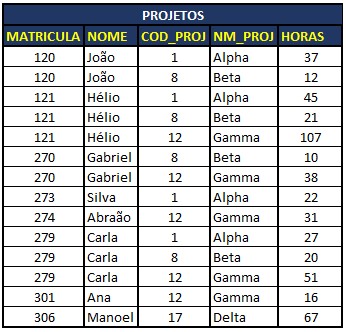 PROJETOS
MATRICULA NOME COD_PROJ NM_PROJ HORAS
120 João 1 Alpha 37
120 João 8 Beta 12
121 Hélio 1 Alpha 45
121 Hélio 8 Beta 21
121 Hélio 12 Gamma 107
270 Gabriel 8 Beta 10
270 Gabriel 12 Gamma 38
273 Silva 1 Alpha 22
274 Abraão 12 Gamma 31
279 Carla 1 Alpha 27
279 Carla 8 Beta 20
279 Carla 12 Gamma 51
301 Ana 12 Gamma 16
306 Manoel 17 Delta 67